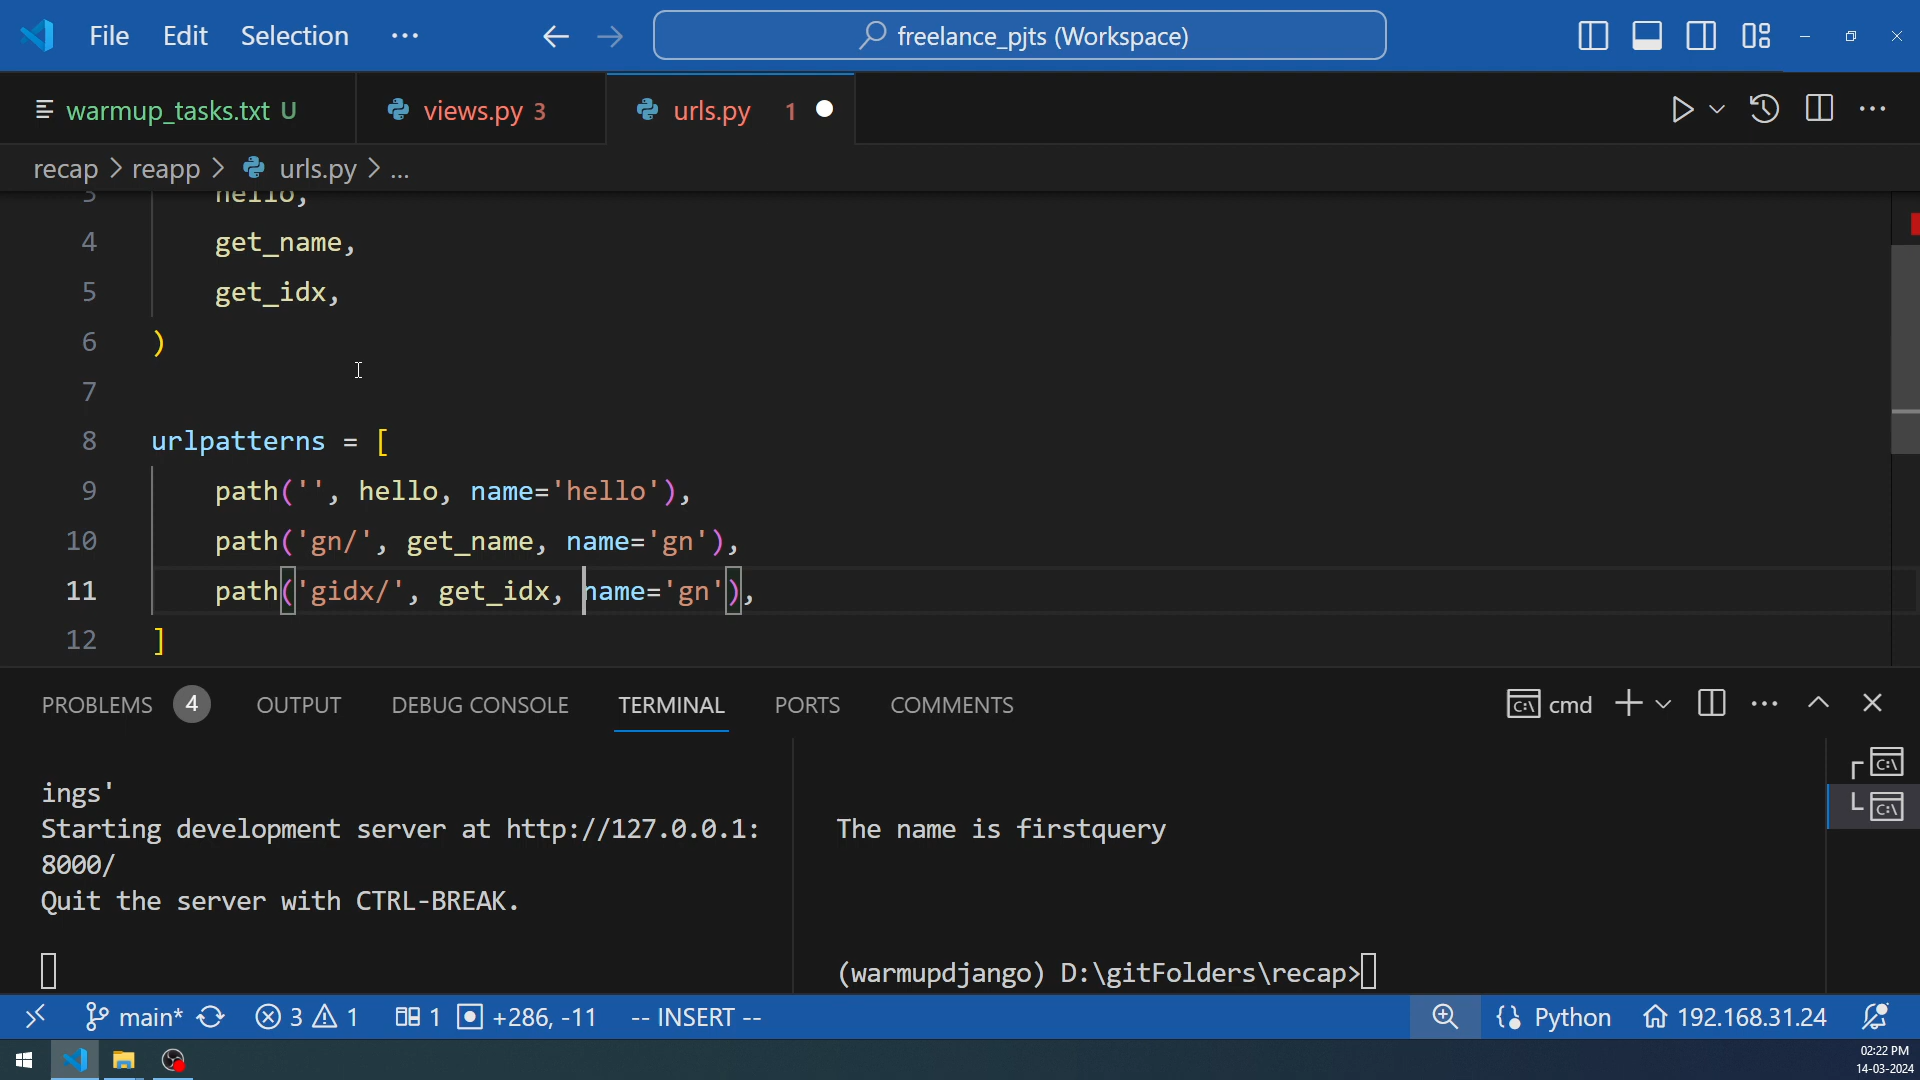 File Edit Selection ··· freelance_pjts (Workspace)
warmup_tasks.txt U views.py 3 urls.py 1
recap > reapp > urls.py > ...
3 hello,
4 get_name,
5 get_idx,
6 )
7
8 urlpatterns = [
9 path('', hello, name='hello'),
10 path('gn/', get_name, name='gn'),
11 path('gidx/', get_idx, name='gn'),
12 ]
PROBLEMS 4 OUTPUT DEBUG CONSOLE TERMINAL PORTS COMMENTS cmd
ings'
Starting development server at http://127.0.0.1:
8000/
Quit the server with CTRL-BREAK.
The name is firstquery
(warmupdjango) D:\gitFolders\recap>
main* 3 1 1 +286, -11 -- INSERT -- {} Python 192.168.31.24
02:22 PM
14-03-2024